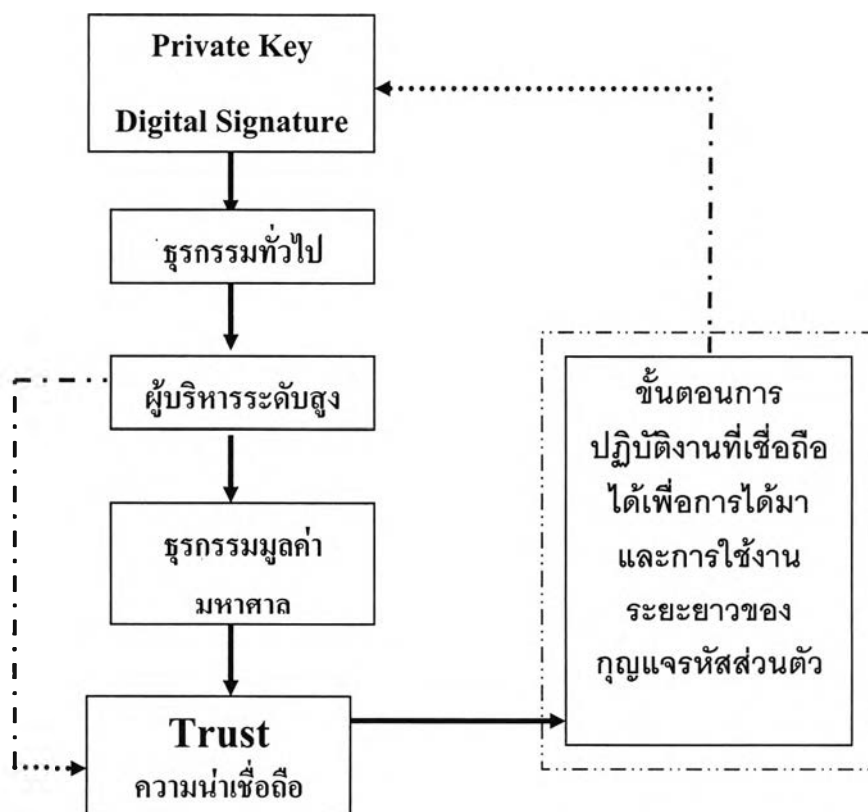 Private Key
Digital Signature
ธุรกรรมทั่วไป
ผู้บริหารระดับสูง
ธุรกรรมมูลค่า
มหาศาล
Trust
ความน่าเชื่อถือ
ขั้นตอนการ
ปฏิบัติงานที่เชื่อถือ
ได้เพื่อการได้มา
และการใช้งาน
ระยะยาวของ
กุญแจรหัสส่วนตัว